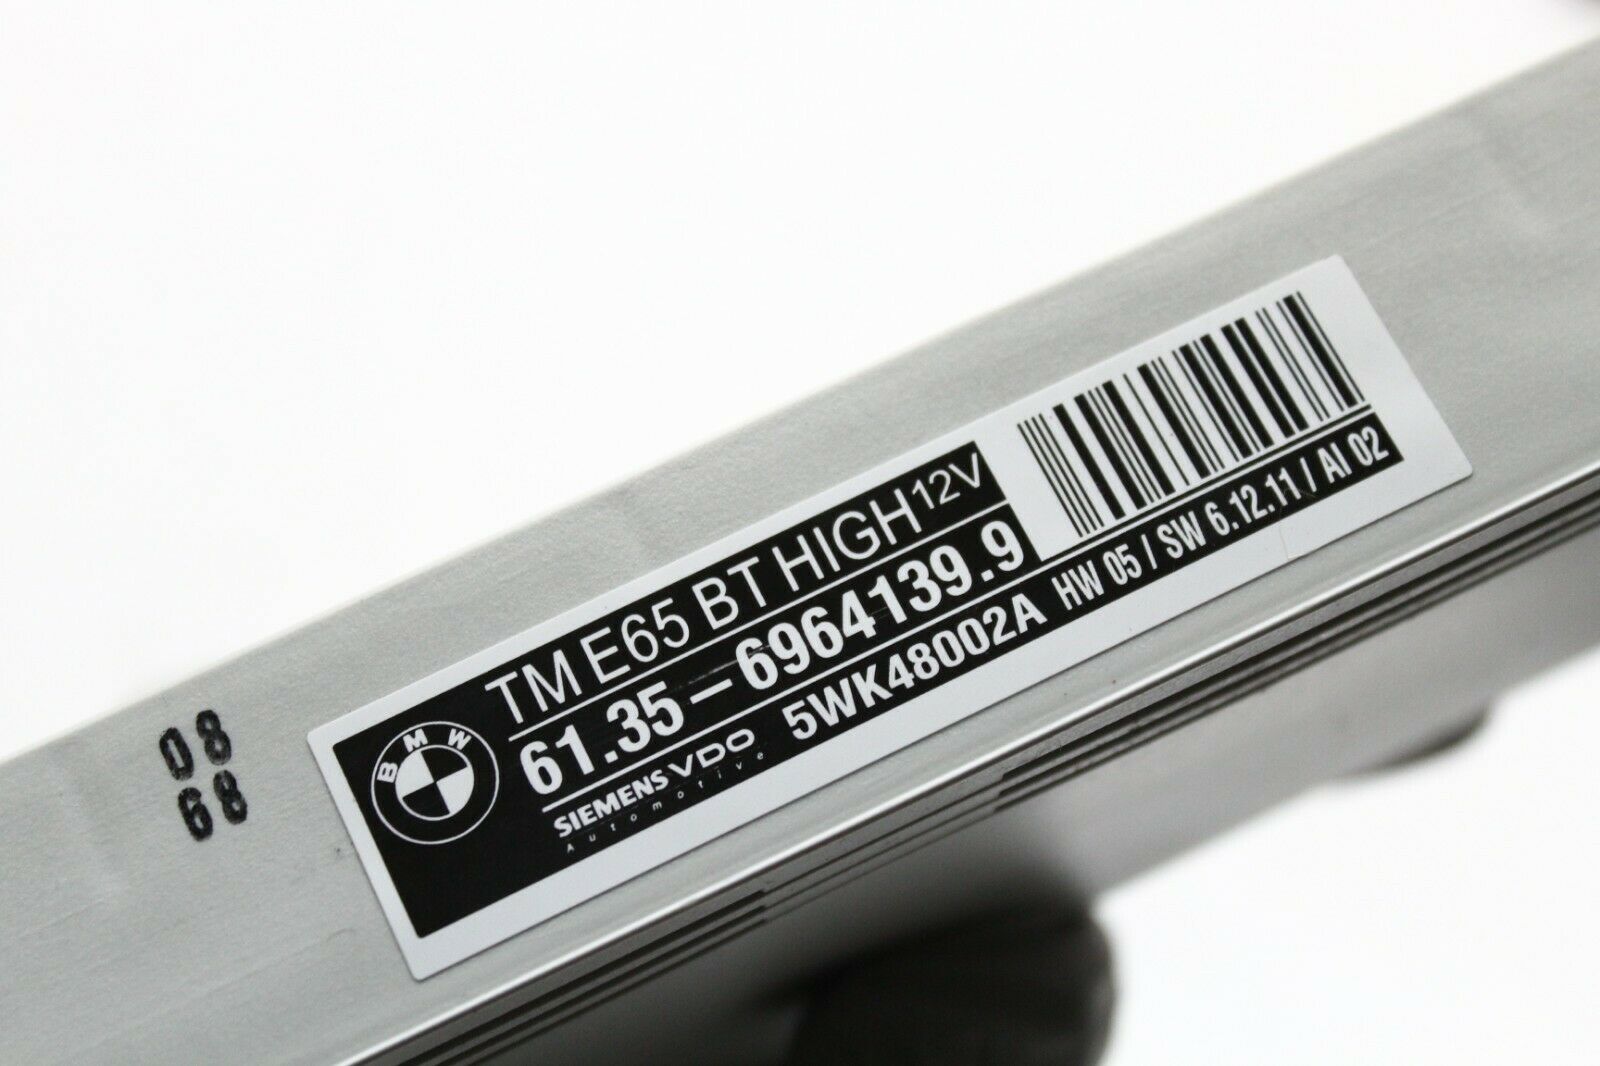 TM E65 BT HIGH 12V
61.35-6964139.9
SIEMENS VDO
Automotive
5WK48002A
HW 05 / SW 6.12.11 / AI 02
BMW
08
68